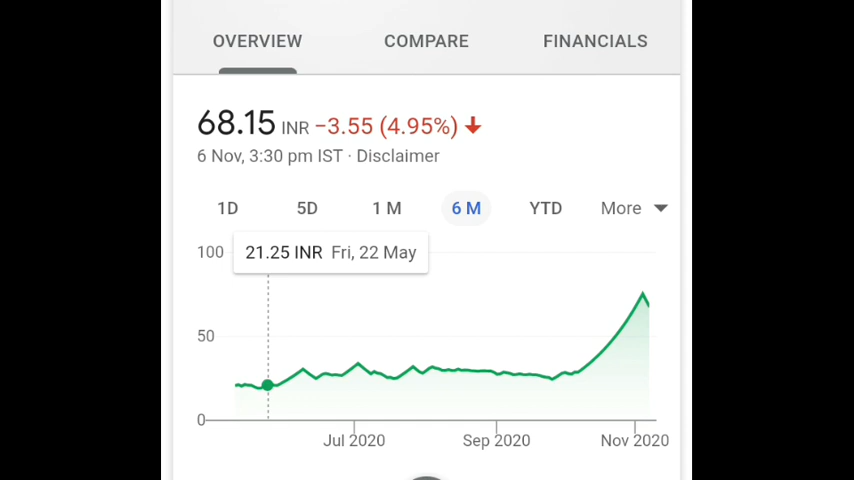 OVERVIEW COMPARE FINANCIALS
68.15 INR −3.55 (4.95%)
6 Nov, 3:30 pm IST · Disclaimer
1D 5D 1 M 6 M YTD More
100 21.25 INR Fri, 22 May
50
0
Jul 2020 Sep 2020 Nov 2020